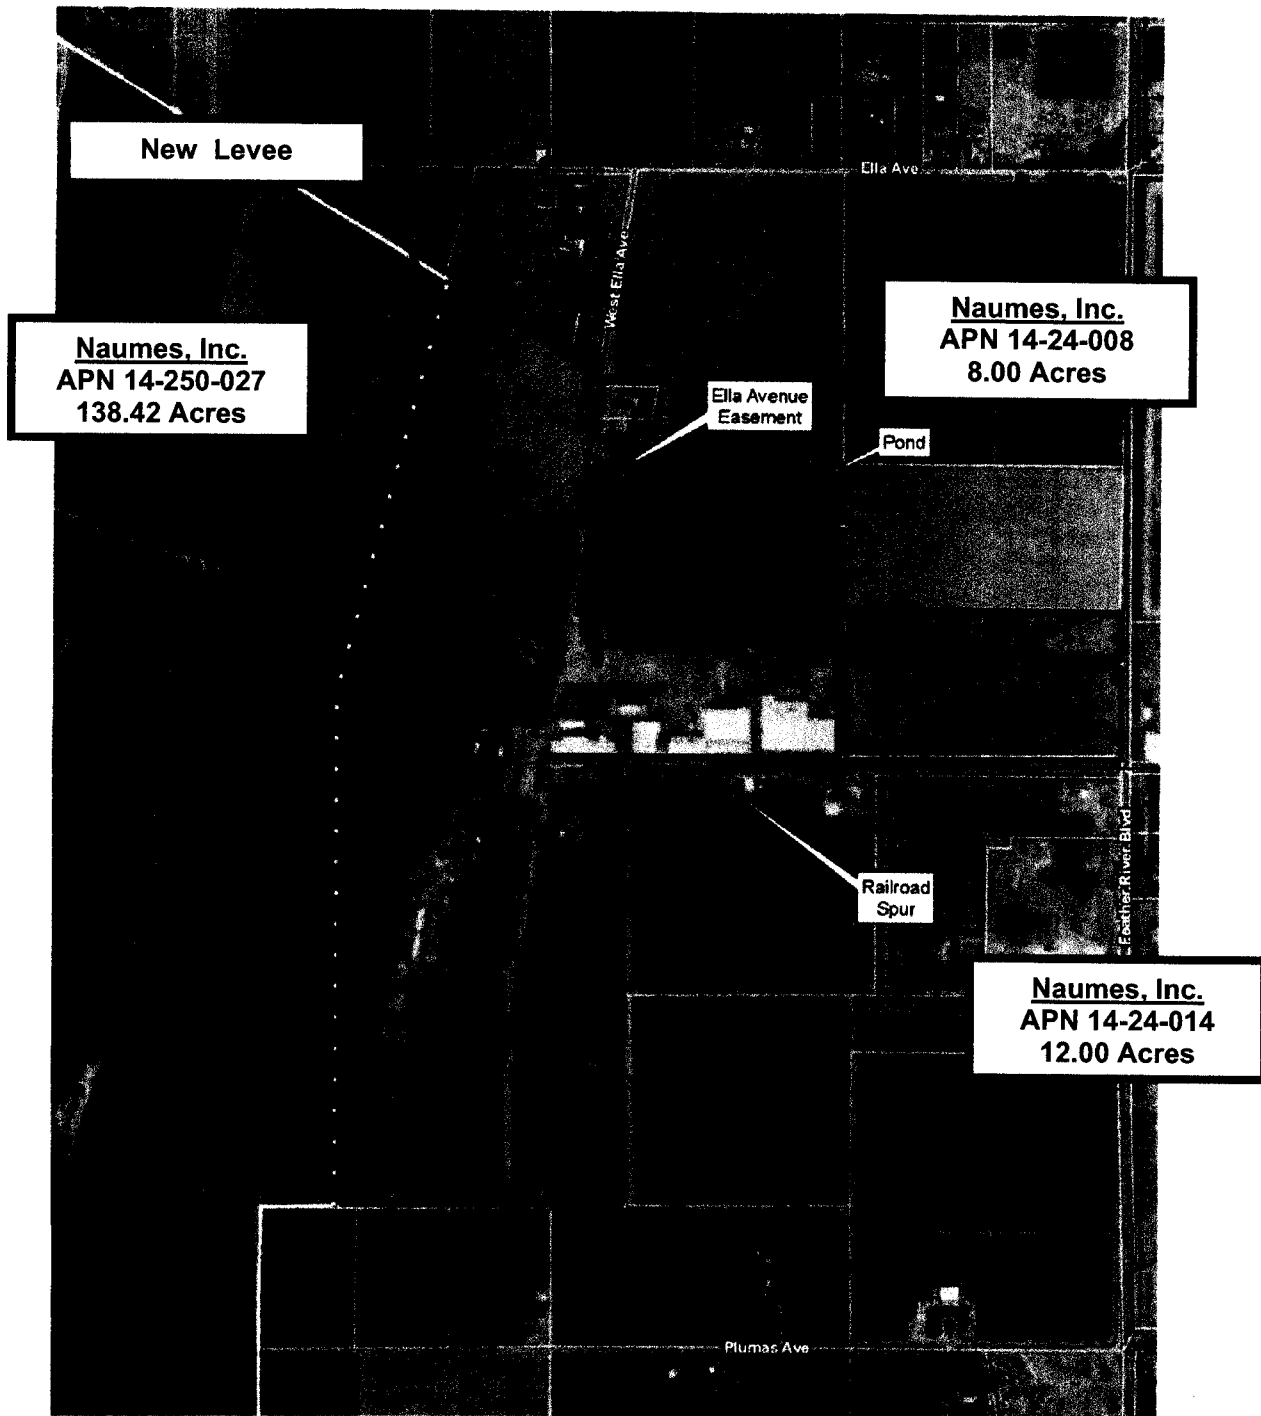 New Levee
Ella Ave
West Ella Ave
Naumes, Inc.
APN 14-24-008
8.00 Acres
Naumes, Inc.
APN 14-250-027
138.42 Acres
Ella Avenue
Easement
Pond
Feather River Blvd
Railroad
Spur
Naumes, Inc.
APN 14-24-014
12.00 Acres
Plumas Ave